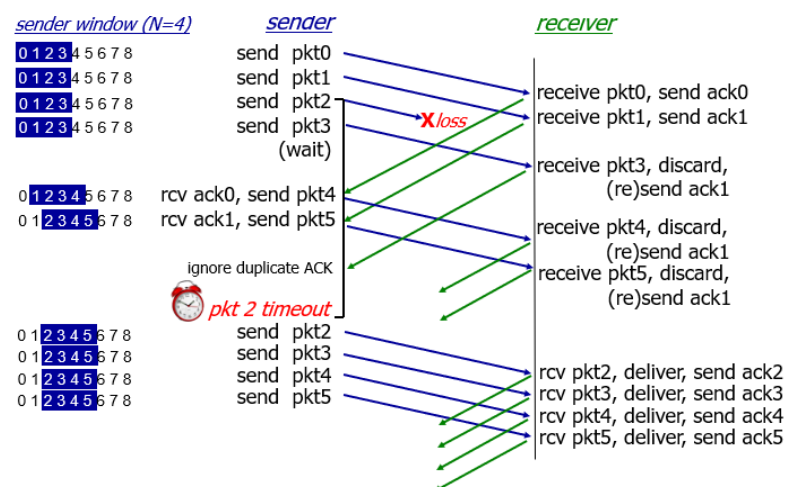 sender window (N=4) sender receiver
0 1 2 3 4 5 6 7 8 send pkt0
0 1 2 3 4 5 6 7 8 send pkt1
receive pkt0, send ack0
0 1 2 3 4 5 6 7 8 send pkt2
X loss
receive pkt1, send ack1
0 1 2 3 4 5 6 7 8 send pkt3
(wait)
receive pkt3, discard,
(re)send ack1
0 1 2 3 4 5 6 7 8 rcv ack0, send pkt4
0 1 2 3 4 5 6 7 8 rcv ack1, send pkt5
receive pkt4, discard,
(re)send ack1
ignore duplicate ACK
receive pkt5, discard,
(re)send ack1
pkt 2 timeout
0 1 2 3 4 5 6 7 8 send pkt2
0 1 2 3 4 5 6 7 8 send pkt3
0 1 2 3 4 5 6 7 8 send pkt4
0 1 2 3 4 5 6 7 8 send pkt5
rcv pkt2, deliver, send ack2
rcv pkt3, deliver, send ack3
rcv pkt4, deliver, send ack4
rcv pkt5, deliver, send ack5